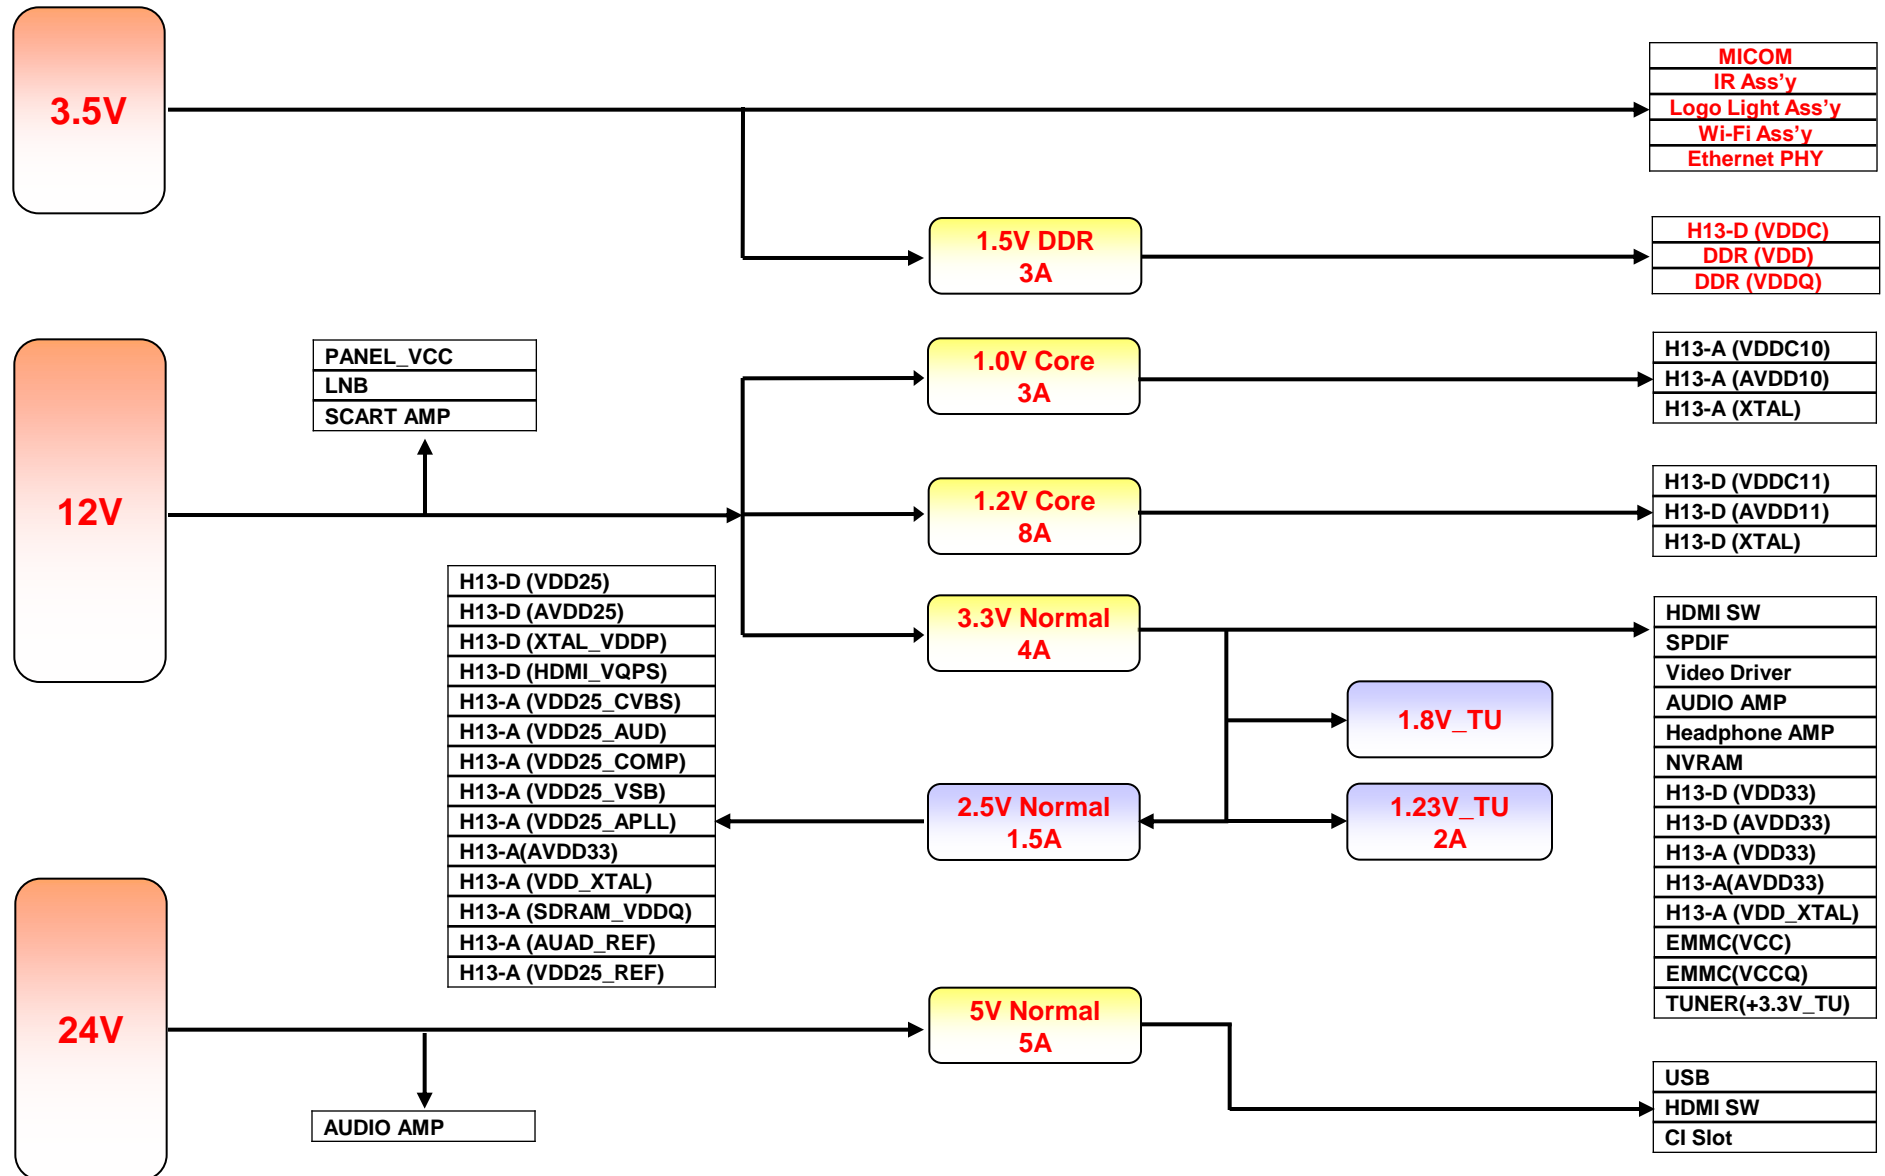 3.5V
MICOM
IR Ass’y
Logo Light Ass’y
Wi-Fi Ass’y
Ethernet PHY
1.5V DDR
3A
H13-D (VDDC)
DDR (VDD)
DDR (VDDQ)
12V
PANEL_VCC
LNB
SCART AMP
1.0V Core
3A
H13-A (VDDC10)
H13-A (AVDD10)
H13-A (XTAL)
1.2V Core
8A
H13-D (VDDC11)
H13-D (AVDD11)
H13-D (XTAL)
3.3V Normal
4A
HDMI SW
SPDIF
Video Driver
AUDIO AMP
Headphone AMP
NVRAM
H13-D (VDD33)
H13-D (AVDD33)
H13-A (VDD33)
H13-A(AVDD33)
H13-A (VDD_XTAL)
EMMC(VCC)
EMMC(VCCQ)
TUNER(+3.3V_TU)
1.8V_TU
1.23V_TU
2A
2.5V Normal
1.5A
H13-D (VDD25)
H13-D (AVDD25)
H13-D (XTAL_VDDP)
H13-D (HDMI_VQPS)
H13-A (VDD25_CVBS)
H13-A (VDD25_AUD)
H13-A (VDD25_COMP)
H13-A (VDD25_VSB)
H13-A (VDD25_APLL)
H13-A(AVDD33)
H13-A (VDD_XTAL)
H13-A (SDRAM_VDDQ)
H13-A (AUAD_REF)
H13-A (VDD25_REF)
24V
AUDIO AMP
5V Normal
5A
USB
HDMI SW
CI Slot